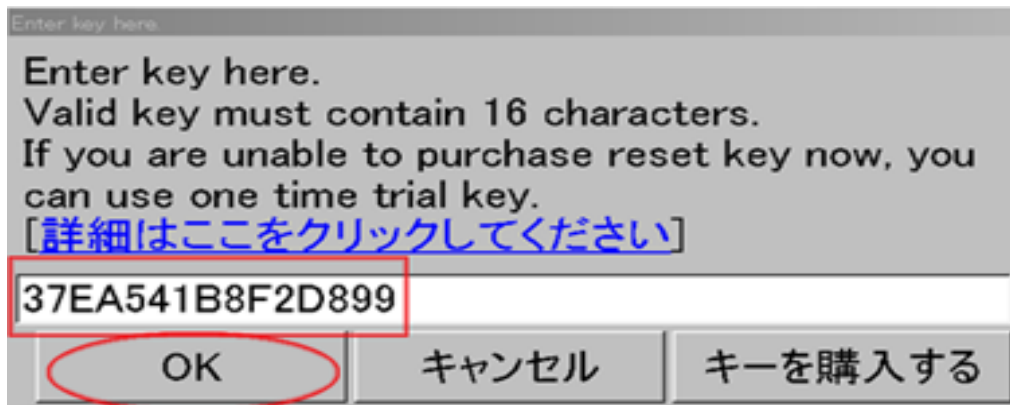 Enter key here.
Enter key here.
Valid key must contain 16 characters.
If you are unable to purchase reset key now, you
can use one time trial key.
[詳細はここをクリックしてください]
37EA541B8F2D899
OK キャンセル キーを購入する